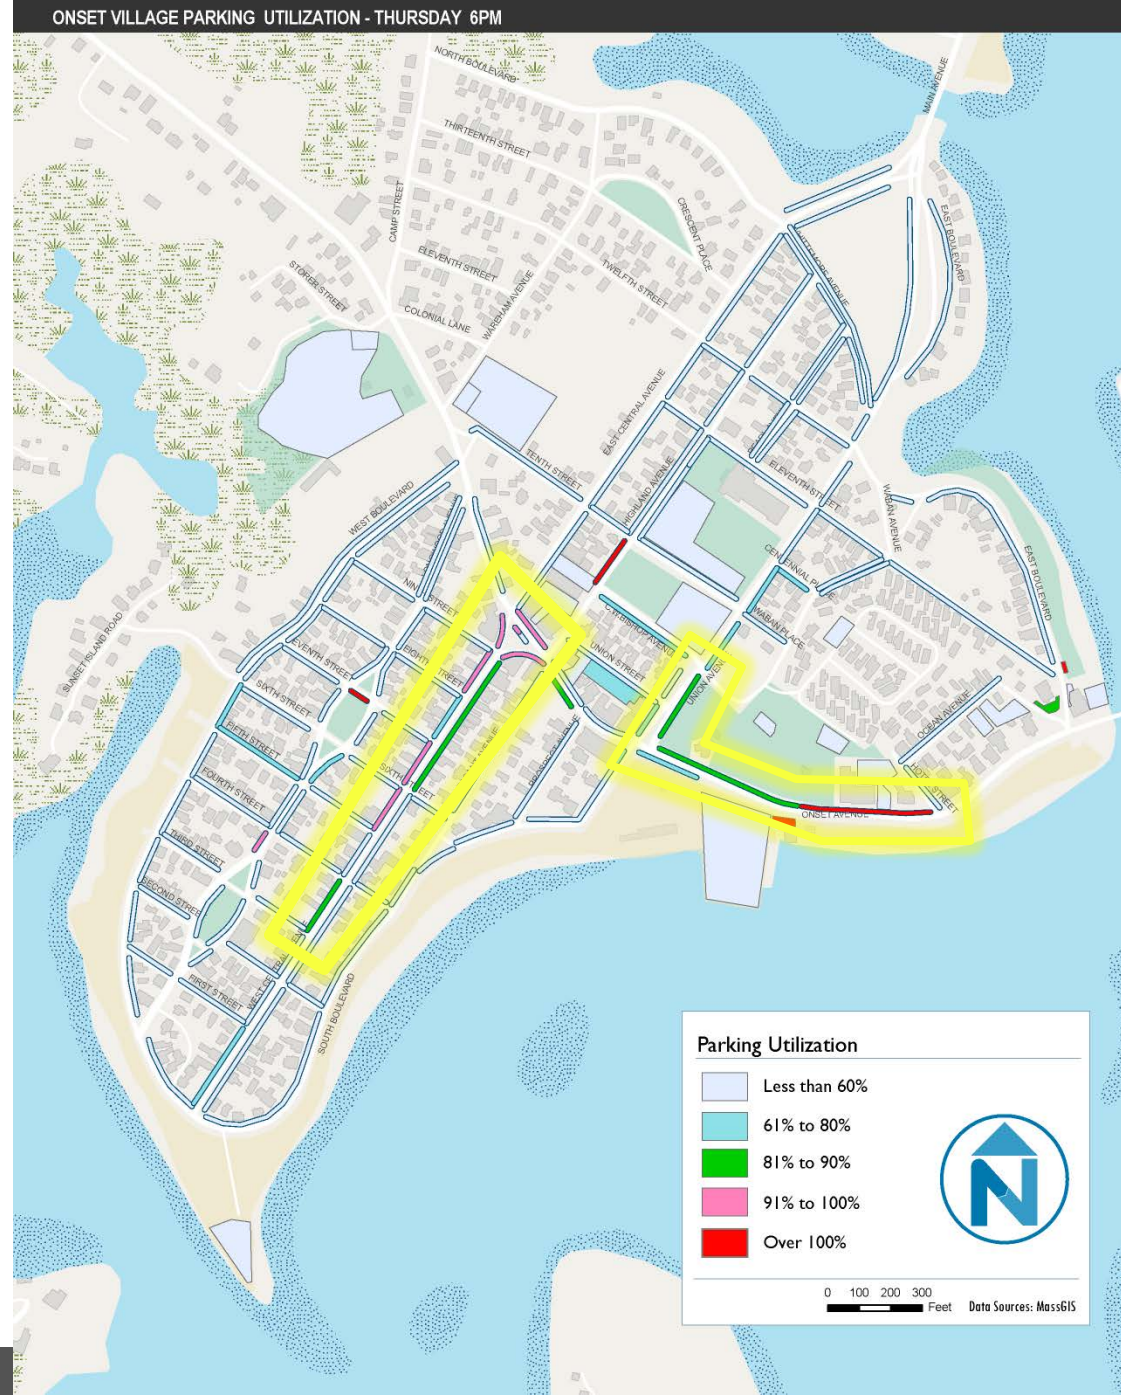 ONSET VILLAGE PARKING UTILIZATION - THURSDAY 6PM
NORTH BOULEVARD
MAIN AVENUE
THIRTEENTH STREET
CAMP STREET
CRESCENT PLACE
EAST BOULEVARD
ELEVENTH STREET
TWELFTH STREET
STORER STREET
WAREHAM AVENUE
COLONIAL LANE
EAST CENTRAL AVENUE
TENTH STREET
HIGHLAND AVENUE
ELEVENTH STREET
WEST BOULEVARD
WABAN AVENUE
EAST BOULEVARD
CENTENNIAL
NINTH STREET
WABAN PLACE
SUNSET ISLAND ROAD
UNION STREET
UNION AVENUE
SIXTH STREET
OCEAN AVENUE
FIFTH STREET
SIXTH STREET
FOURTH STREET
ONSET AVENUE
THIRD STREET
SECOND STREET
FIRST STREET
SOUTH BOULEVARD
Parking Utilization
Less than 60%
61% to 80%
81% to 90%
91% to 100%
Over 100%
N
0 100 200 300
Feet
Data Sources: MassGIS